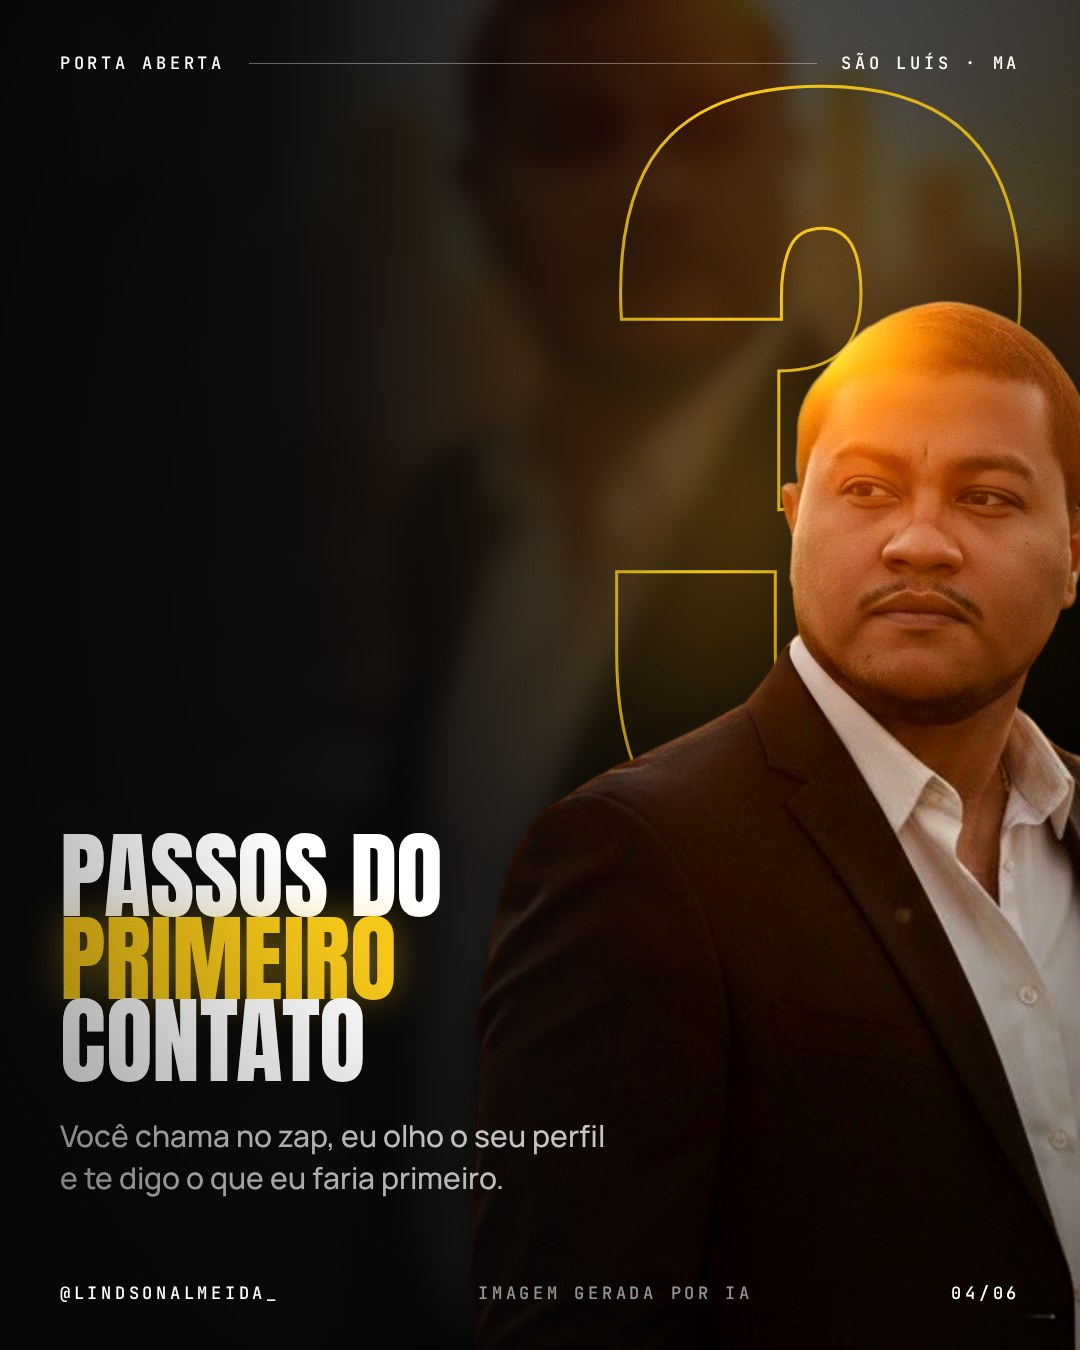 PORTA ABERTA
SÃO LUÍS · MA
3
PASSOS DO
PRIMEIRO
CONTATO
Você chama no zap, eu olho o seu perfil
e te digo o que eu faria primeiro.
@LINDSONALMEIDA_
IMAGEM GERADA POR IA
04/06